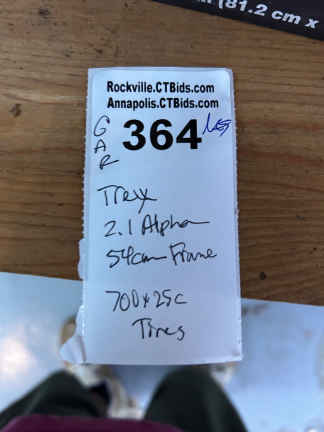 (81.2 cm x
Rockville.CTBids.com
Annapolis.CTBids.com
G
A
R
364
Trex
2.1 Alpha
54cm Frame
700x25c
Tires